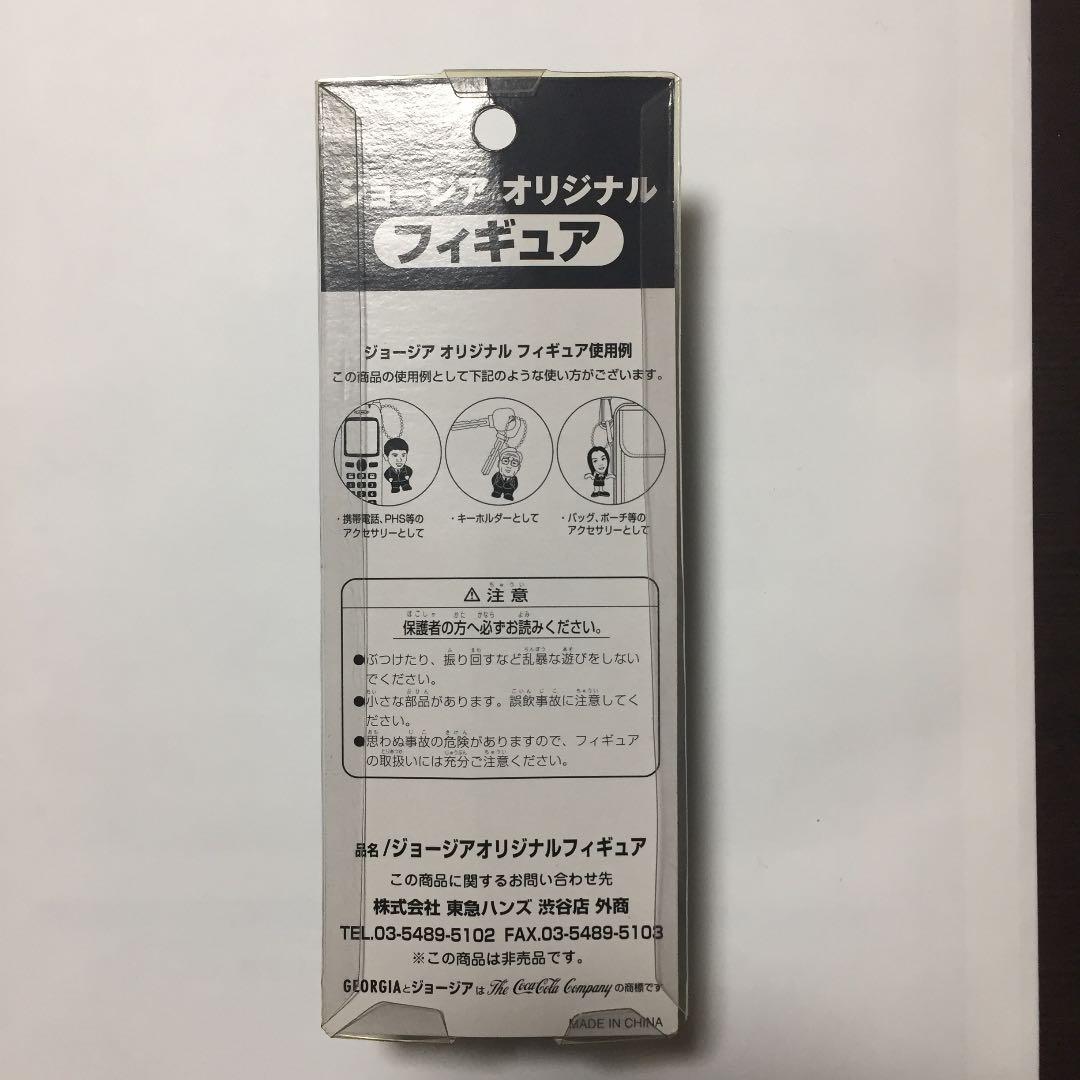 ジョージア オリジナル
フィギュア
ジョージア オリジナル フィギュア使用例
この商品の使用例として下記のような使い方がございます。
・携帯電話、PHS等の
アクセサリーとして
・キーホルダーとして
・バッグ、ポーチ等の
アクセサリーとして
⚠注意
保護者の方へ必ずお読みください。
●ぶつけたり、振り回すなど乱暴な遊びをしない
でください。
●小さな部品があります。誤飲事故に注意してく
ださい。
●思わぬ事故の危険がありますので、フィギュア
の取扱いには充分ご注意ください。
品名/ジョージアオリジナルフィギュア
この商品に関するお問い合わせ先
株式会社 東急ハンズ 渋谷店 外商
TEL.03-5489-5102 FAX.03-5489-5103
※この商品は非売品です。
GEORGIAとジョージアは The Coca-Cola Company の商標です
MADE IN CHINA